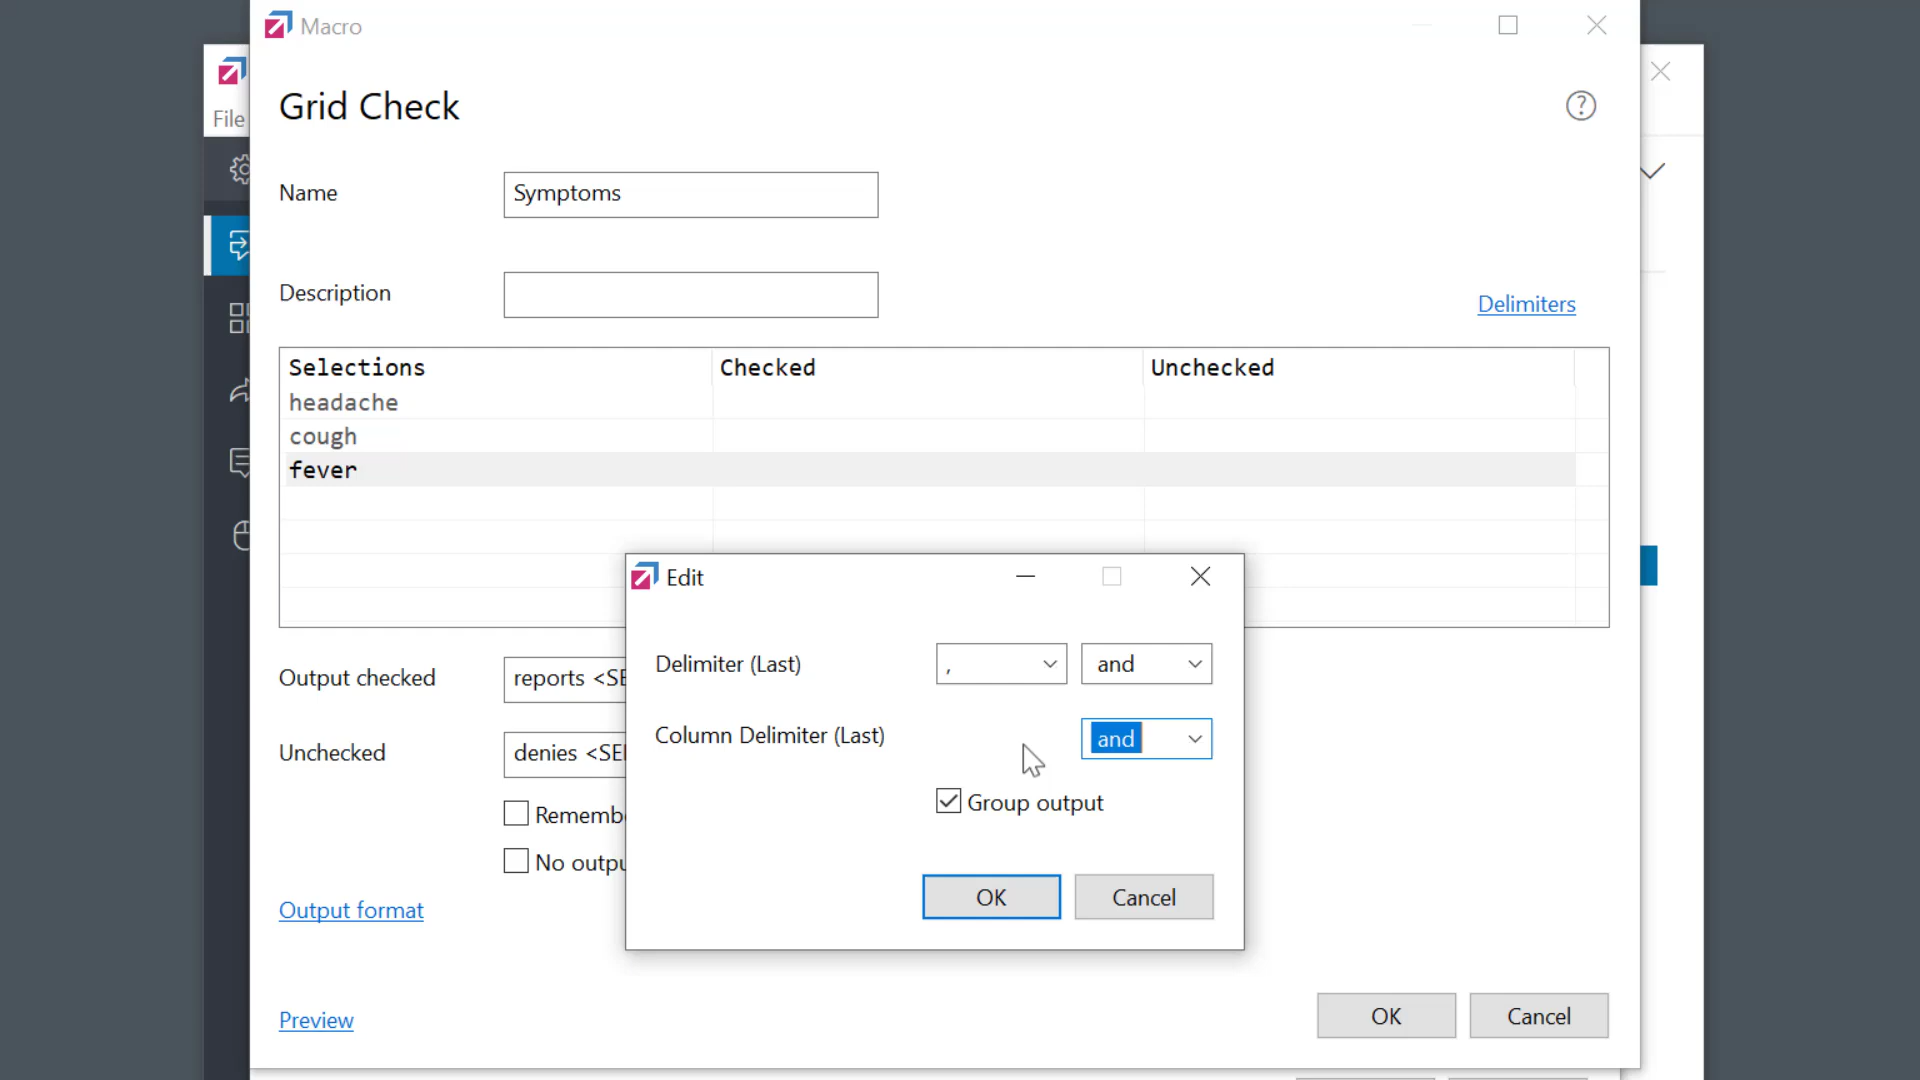 Macro
File
Grid Check
Name
Symptoms
Description
Delimiters
Selections Checked Unchecked
headache
cough
fever
Edit
Delimiter (Last) , and
Column Delimiter (Last) and
Group output
OK Cancel
Output checked reports <SE
Unchecked denies <SE
Rememb
No outpu
Output format
Preview
OK Cancel